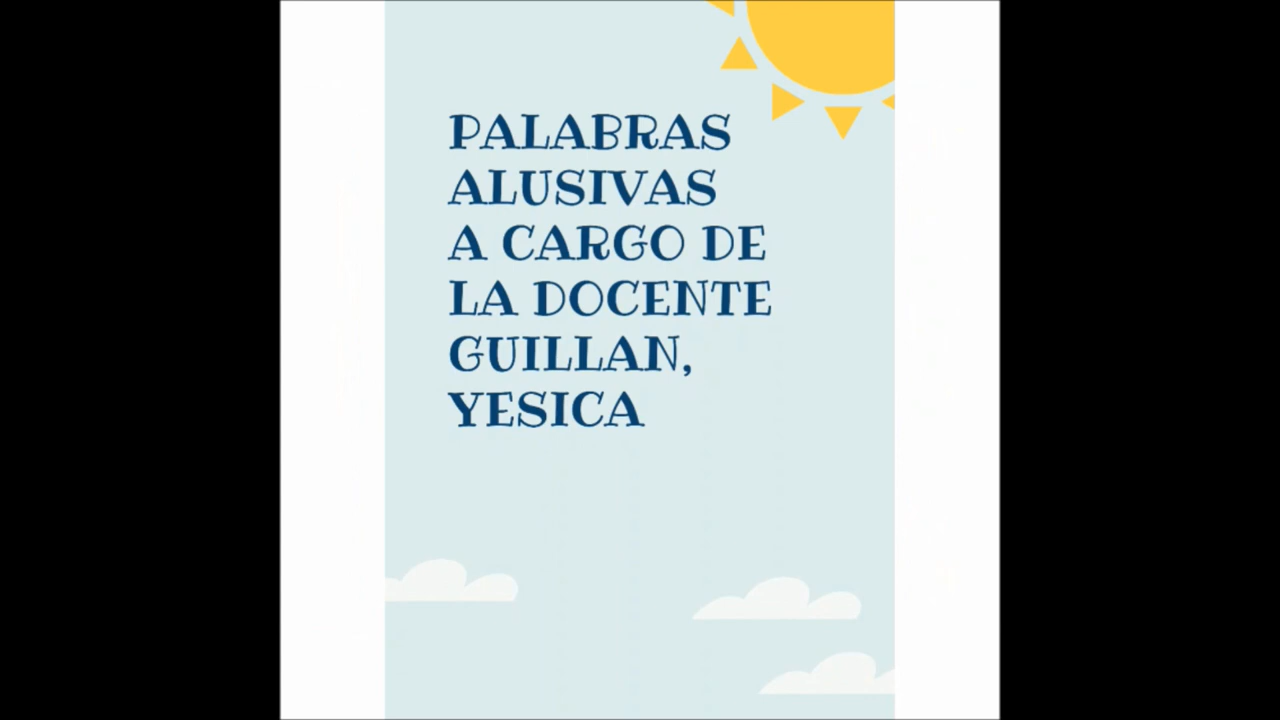 PALABRAS
ALUSIVAS
A CARGO DE
LA DOCENTE
GUILLAN,
YESICA